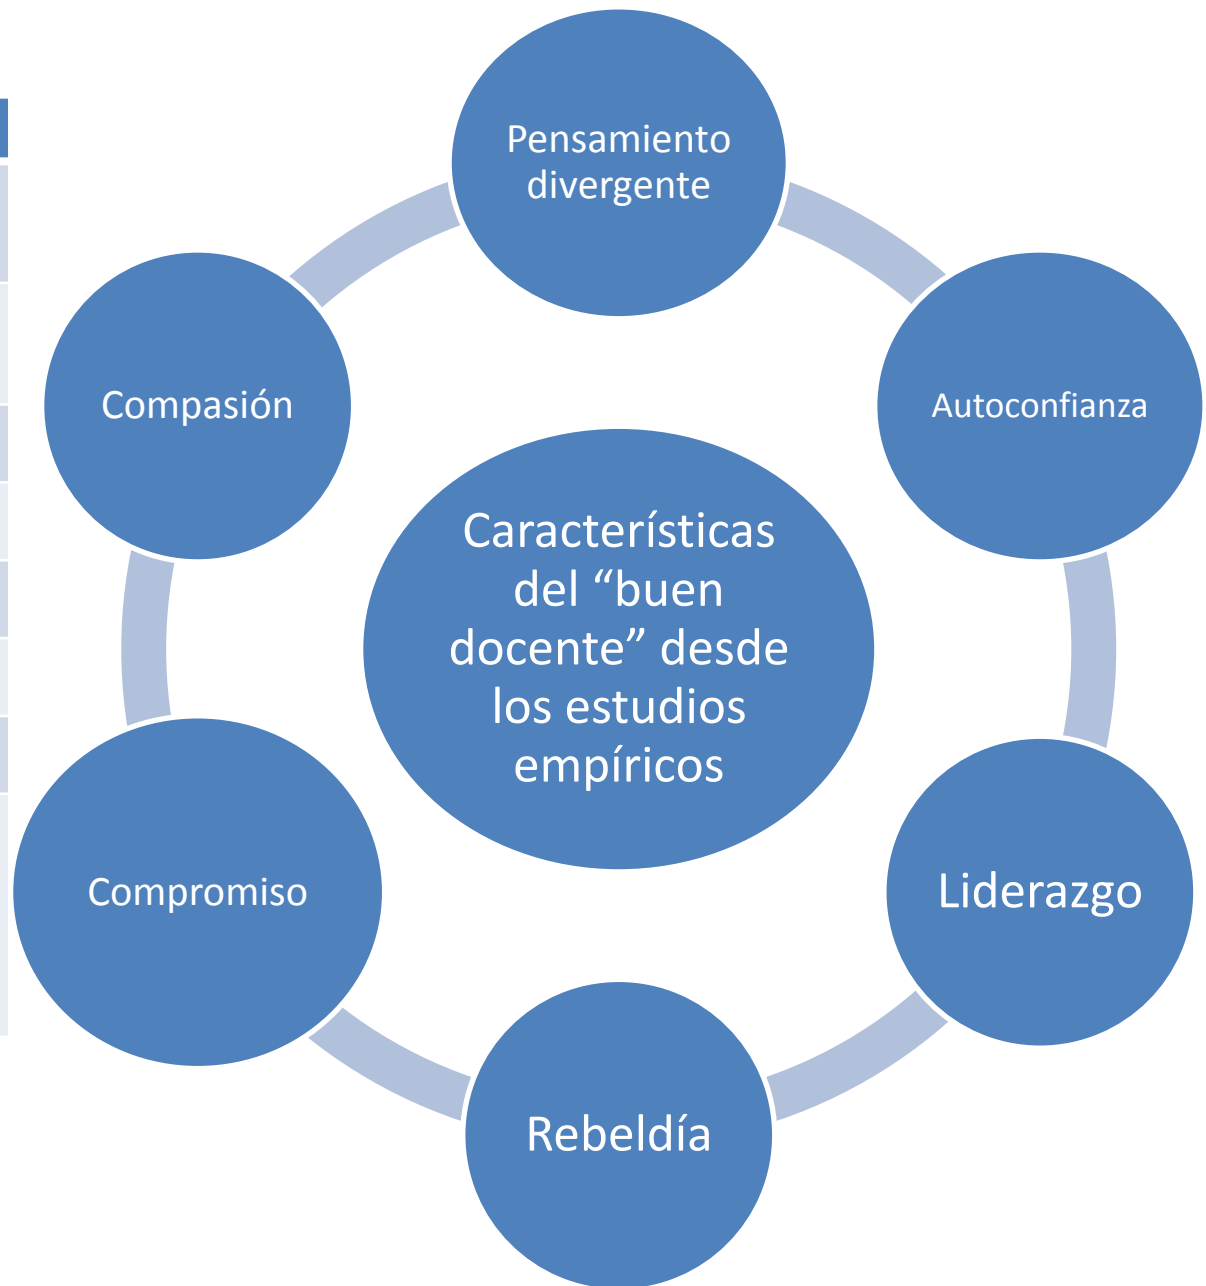 Pensamiento
divergente
Autoconfianza
Liderazgo
Rebeldía
Compromiso
Compasión
Características
del “buen
docente” desde
los estudios
empíricos